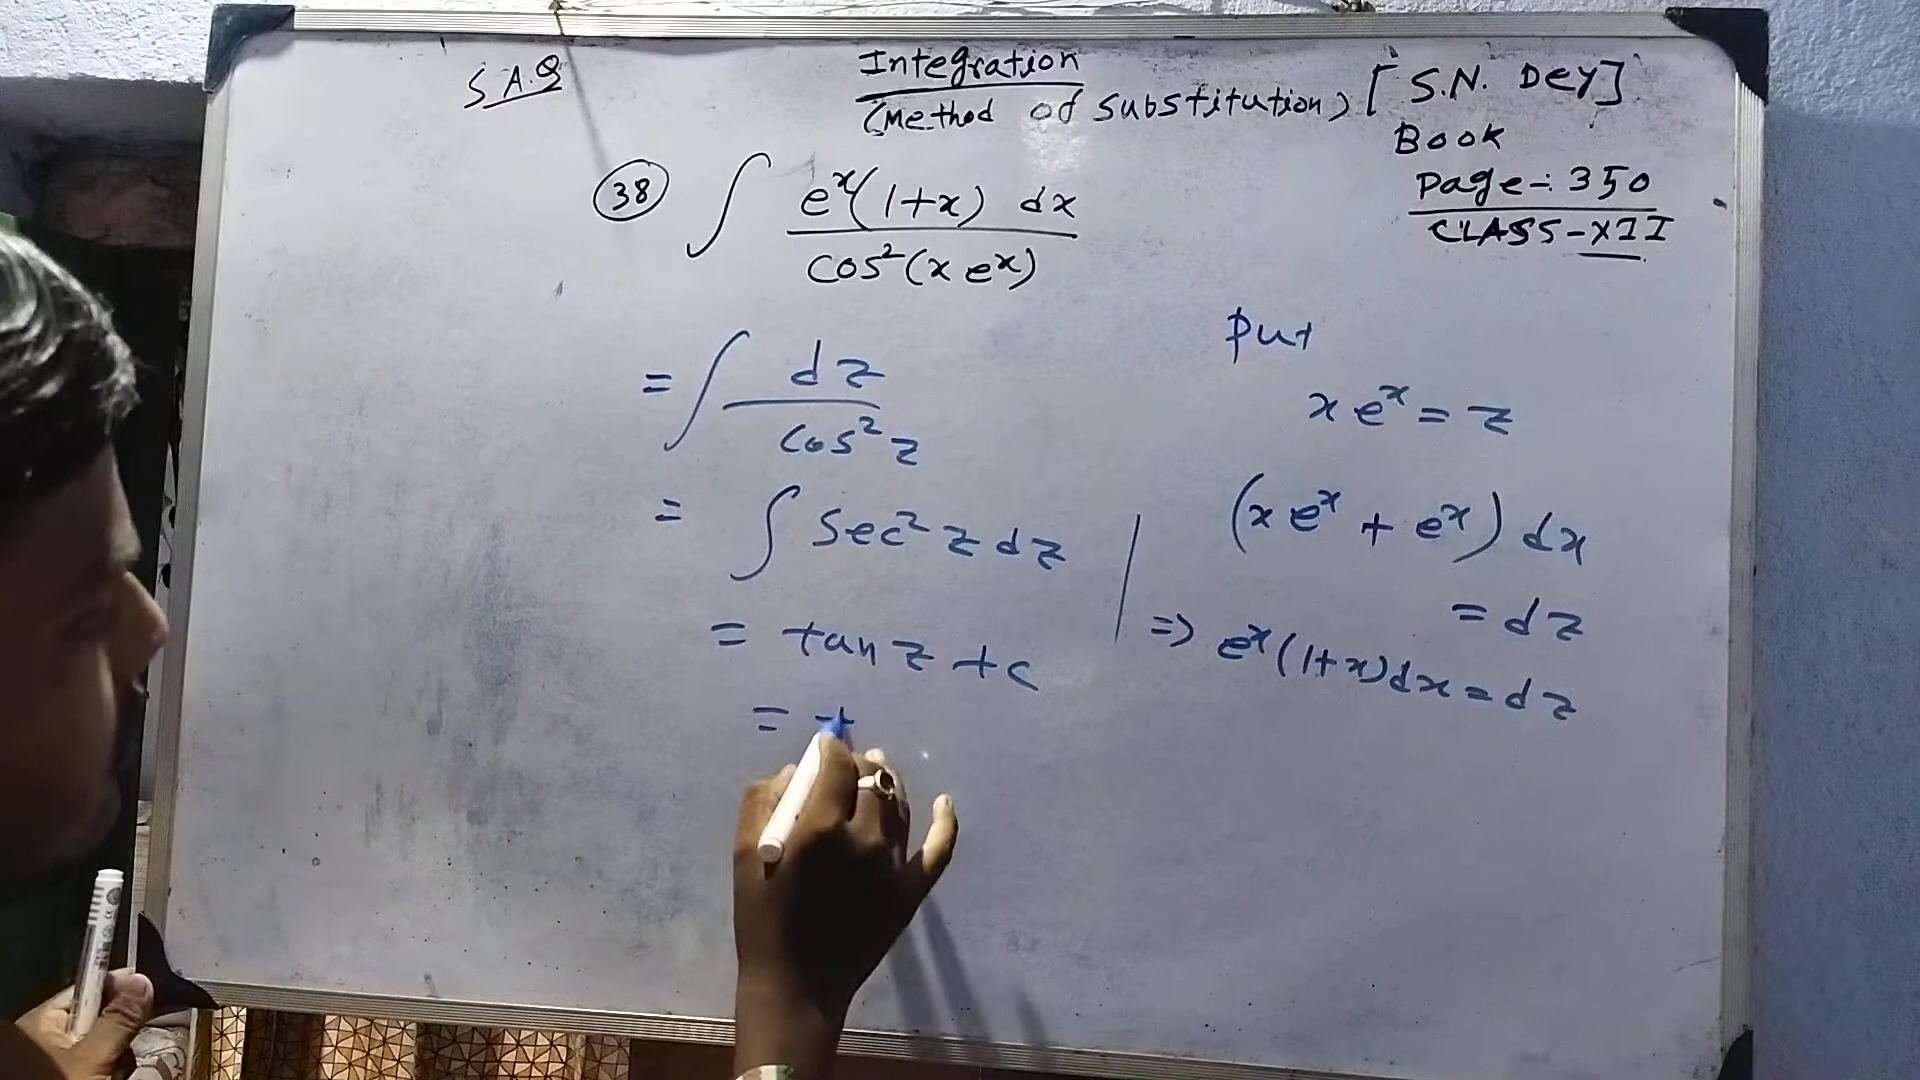 S.A.Q
Integration
(Method of Substitution) [S.N. Dey]
Book
Page-: 350
CLASS-XII
(38) ∫ e^x(1+x) dx / cos²(x e^x)
= ∫ dz / cos² z
= ∫ Sec² z dz
= tan z + c
= t
Put
x e^x = z
(x e^x + e^x) dx
= dz
=> e^x(1+x)dx = dz